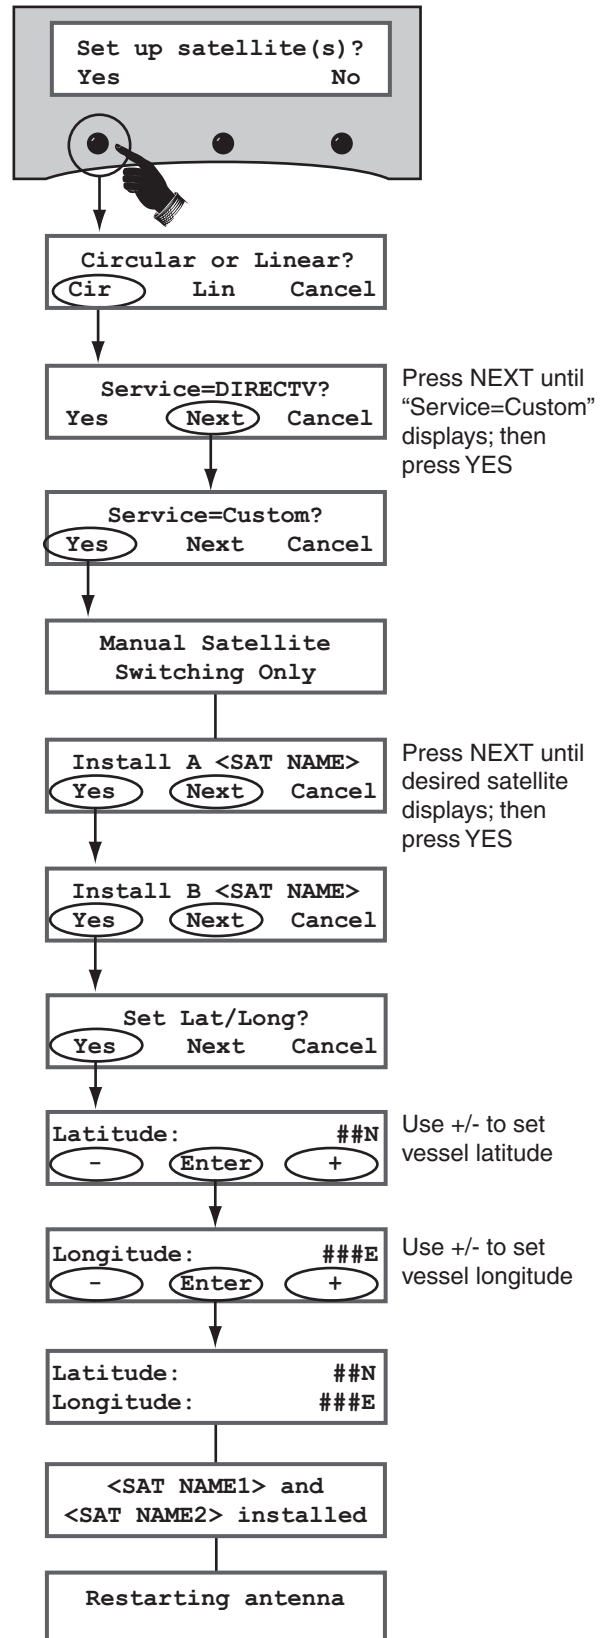 Set up satellite(s)?
Yes No
Circular or Linear?
Cir Lin Cancel
Service=DIRECTV?
Yes Next Cancel
Press NEXT until
“Service=Custom”
displays; then
press YES
Service=Custom?
Yes Next Cancel
Manual Satellite
Switching Only
Install A <SAT NAME>
Yes Next Cancel
Press NEXT until
desired satellite
displays; then
press YES
Install B <SAT NAME>
Yes Next Cancel
Set Lat/Long?
Yes Next Cancel
Latitude: ##N
- Enter +
Use +/- to set
vessel latitude
Longitude: ###E
- Enter +
Use +/- to set
vessel longitude
Latitude: ##N
Longitude: ###E
<SAT NAME1> and
<SAT NAME2> installed
Restarting antenna